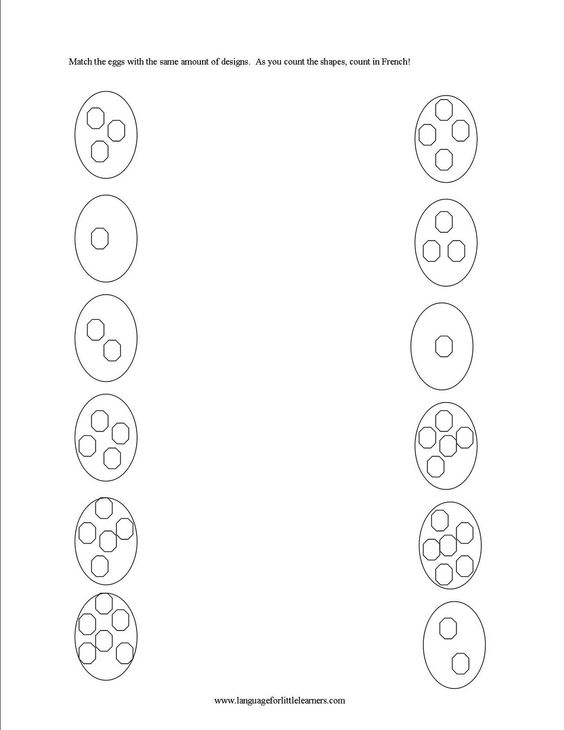 Match the eggs with the same amount of designs.  As you count the shapes, count in French!
www.languageforlittlelearners.com